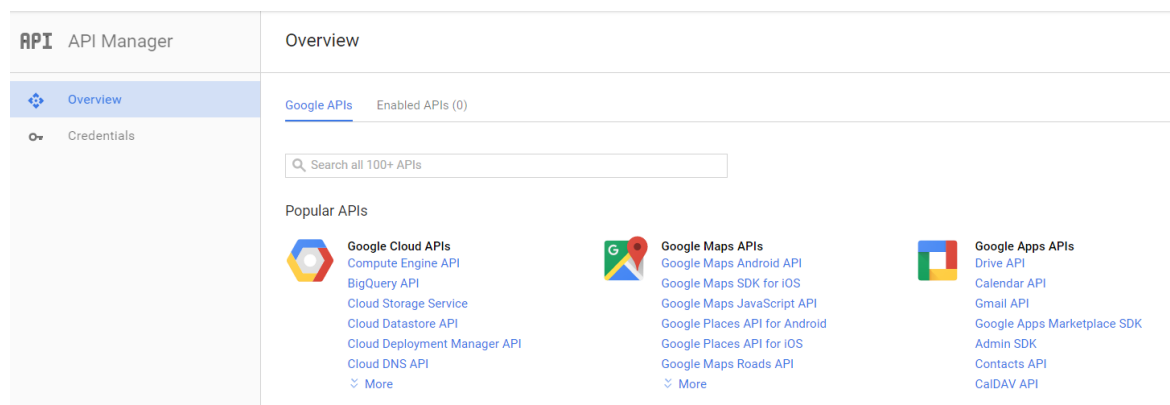 API API Manager
Overview
Overview
Credentials
Google APIs Enabled APIs (0)
Search all 100+ APIs
Popular APIs
Google Cloud APIs
Compute Engine API
BigQuery API
Cloud Storage Service
Cloud Datastore API
Cloud Deployment Manager API
Cloud DNS API
More
G
Google Maps APIs
Google Maps Android API
Google Maps SDK for iOS
Google Maps JavaScript API
Google Places API for Android
Google Places API for iOS
Google Maps Roads API
More
Google Apps APIs
Drive API
Calendar API
Gmail API
Google Apps Marketplace SDK
Admin SDK
Contacts API
CalDAV API